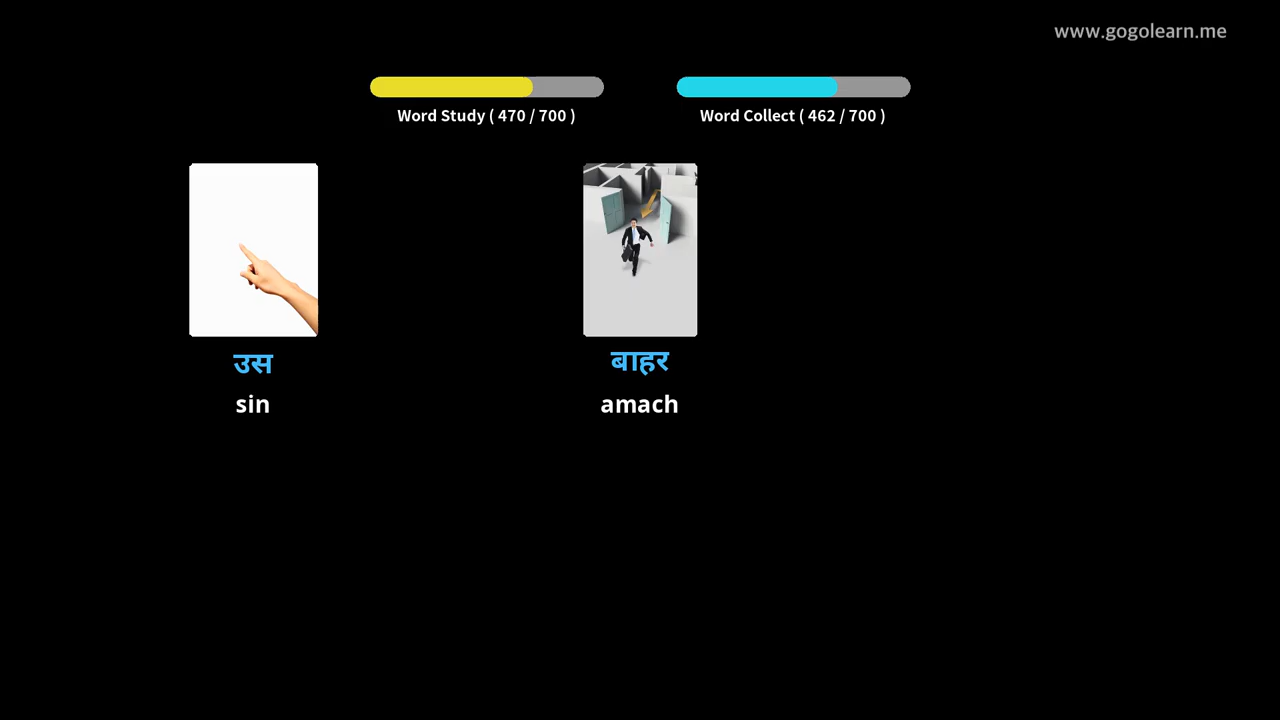 www.gogolearn.me
Word Study ( 470 / 700 )
Word Collect ( 462 / 700 )
उस
बाहर
sin
amach